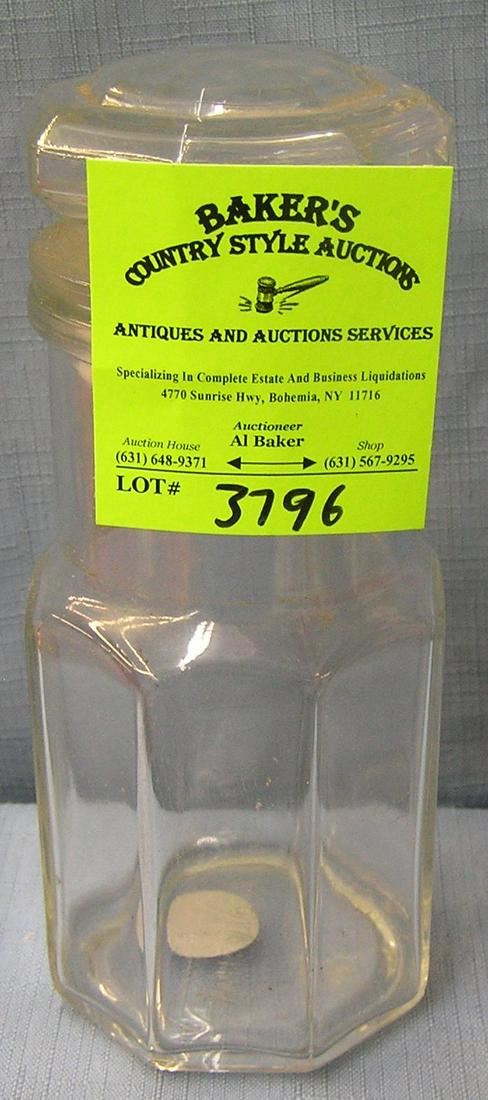 BAKER'S
COUNTRY STYLE AUCTIONS
ANTIQUES AND AUCTIONS SERVICES
Specializing In Complete Estate And Business Liquidations
4770 Sunrise Hwy, Bohemia, NY 11716
Auctioneer
Al Baker
Auction House
(631) 648-9371
Shop
(631) 567-9295
LOT# 3796